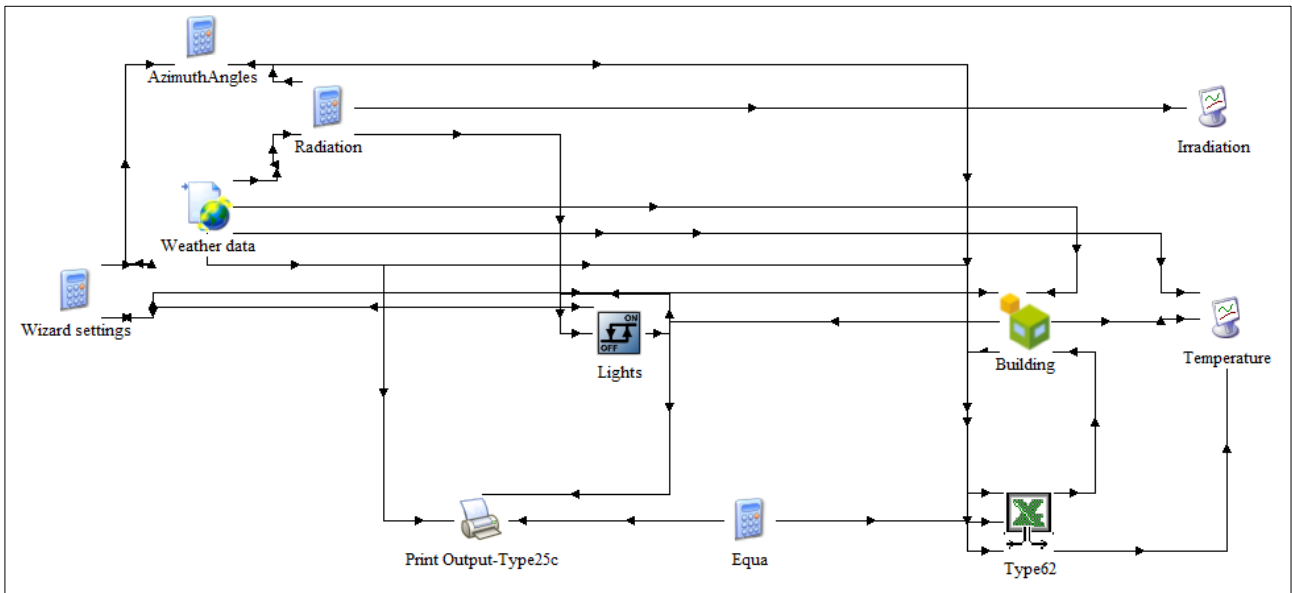 AzimuthAngles
Radiation
Irradiation
Weather data
Wizard settings
ON
OFF
Lights
Building
Temperature
Print Output-Type25c
Equa
Type62